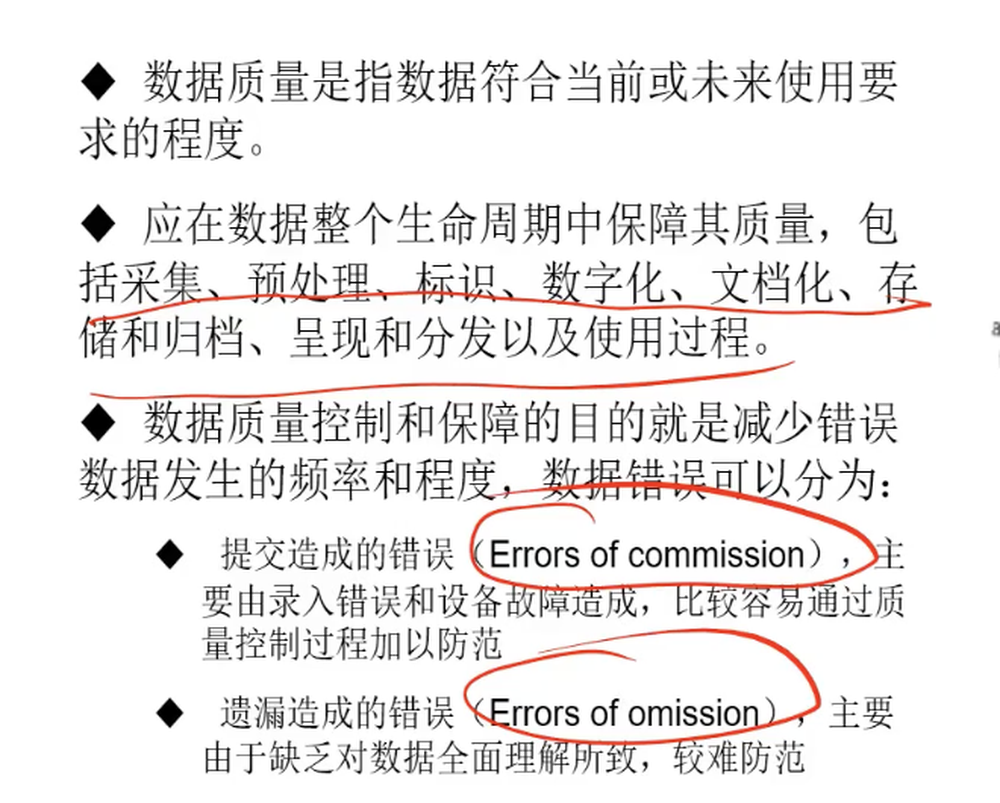 ◆ 数据质量是指数据符合当前或未来使用要
求的程度。
◆ 应在数据整个生命周期中保障其质量，包
括采集、预处理、标识、数字化、文档化、存
储和归档、呈现和分发以及使用过程。
◆ 数据质量控制和保障的目的就是减少错误
数据发生的频率和程度，数据错误可以分为：
◆ 提交造成的错误（Errors of commission），主
要由录入错误和设备故障造成，比较容易通过质
量控制过程加以防范
◆ 遗漏造成的错误（Errors of omission），主要
由于缺乏对数据全面理解所致，较难防范